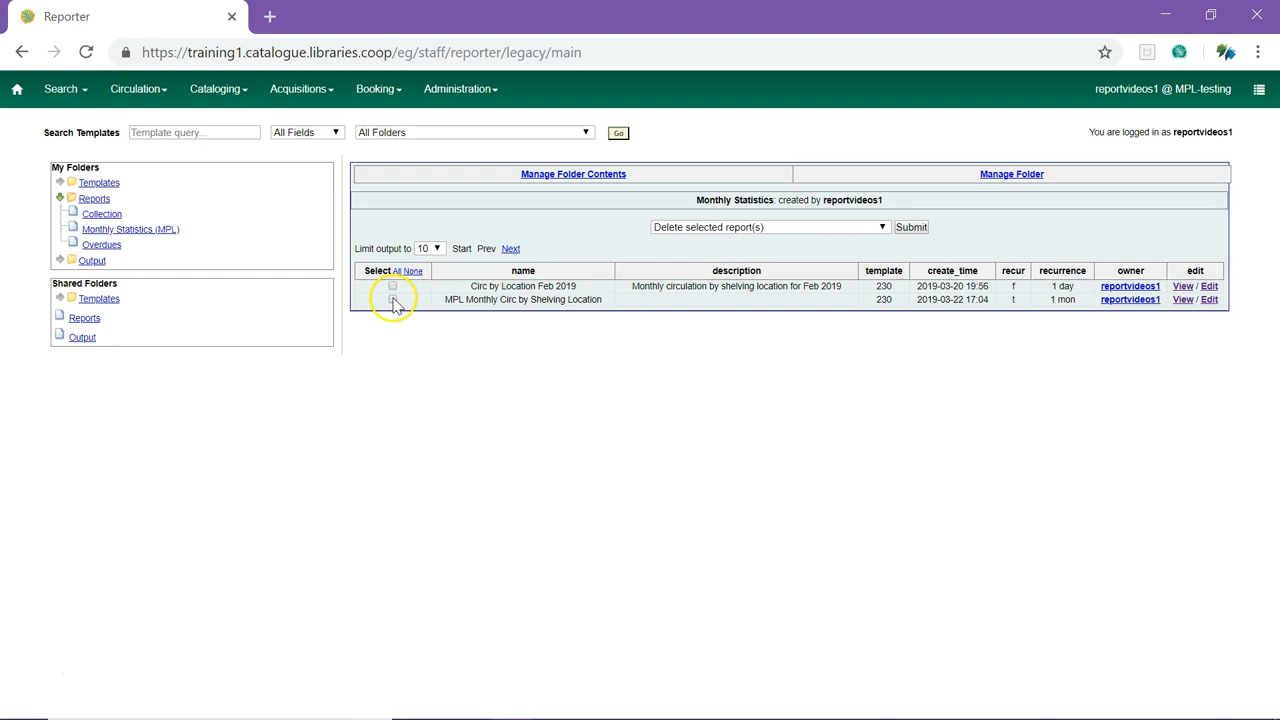 Reporter
https://training1.catalogue.libraries.coop/eg/staff/reporter/legacy/main
Search Circulation Cataloging Acquisitions Booking Administration reportvideos1 @ MPL-testing
Search Templates Template query... All Fields All Folders Go You are logged in as reportvideos1
My Folders
Templates
Reports
Collection
Monthly Statistics (MPL)
Overdues
Output
Shared Folders
Templates
Reports
Output
Manage Folder Contents Manage Folder
Monthly Statistics: created by reportvideos1
Delete selected report(s) Submit
Limit output to 10 Start Prev Next
Select All None name description template create_time recur recurrence owner edit
Circ by Location Feb 2019 Monthly circulation by shelving location for Feb 2019 230 2019-03-20 19:56 f 1 day reportvideos1 View / Edit
MPL Monthly Circ by Shelving Location 230 2019-03-22 17:04 t 1 mon reportvideos1 View / Edit